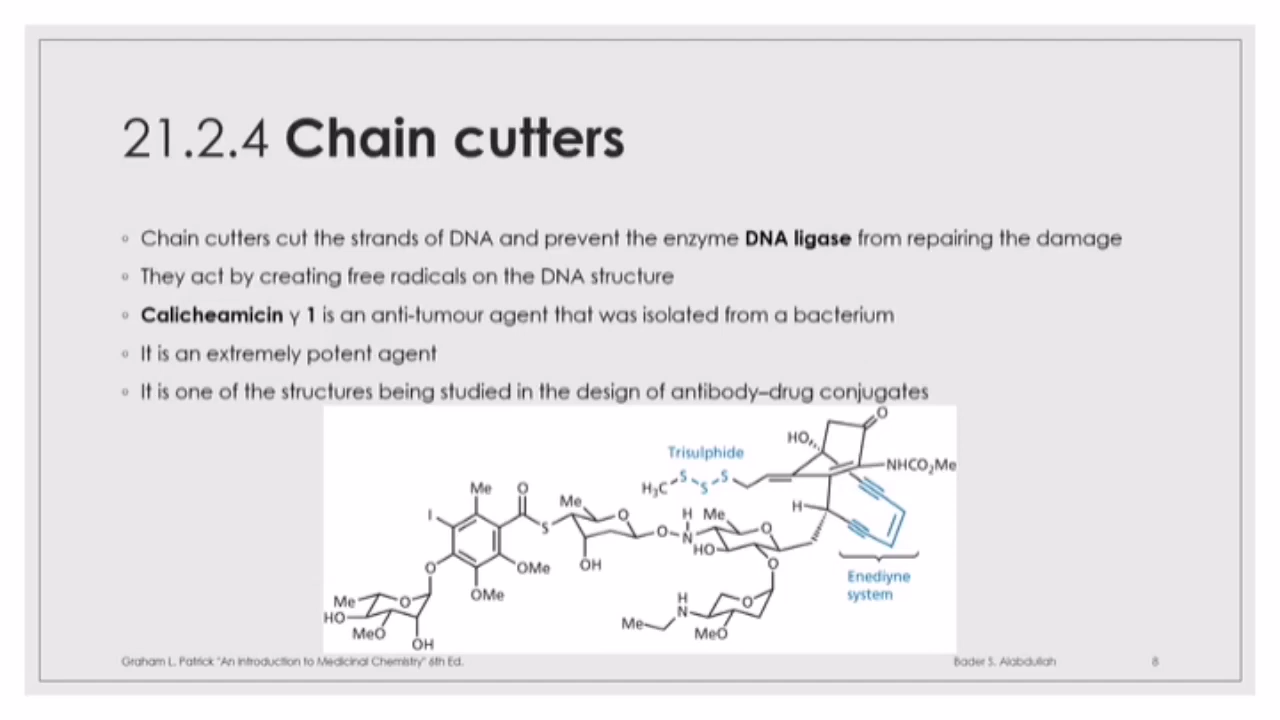 21.2.4 Chain cutters
◦ Chain cutters cut the strands of DNA and prevent the enzyme DNA ligase from repairing the damage
◦ They act by creating free radicals on the DNA structure
◦ Calicheamicin γ 1 is an anti-tumour agent that was isolated from a bacterium
◦ It is an extremely potent agent
◦ It is one of the structures being studied in the design of antibody–drug conjugates
O
HO
Trisulphide
NHCO₂Me
H₃C S S S
Me O Me O H Me H
I S O O N O
HO
OH OMe O
OMe
Enediyne
system
O
Me O
HO
MeO
OH
H
N O
Me
MeO
Graham L. Patrick "An Introduction to Medicinal Chemistry" 6th Ed.
Bader S. Alabdullah
8